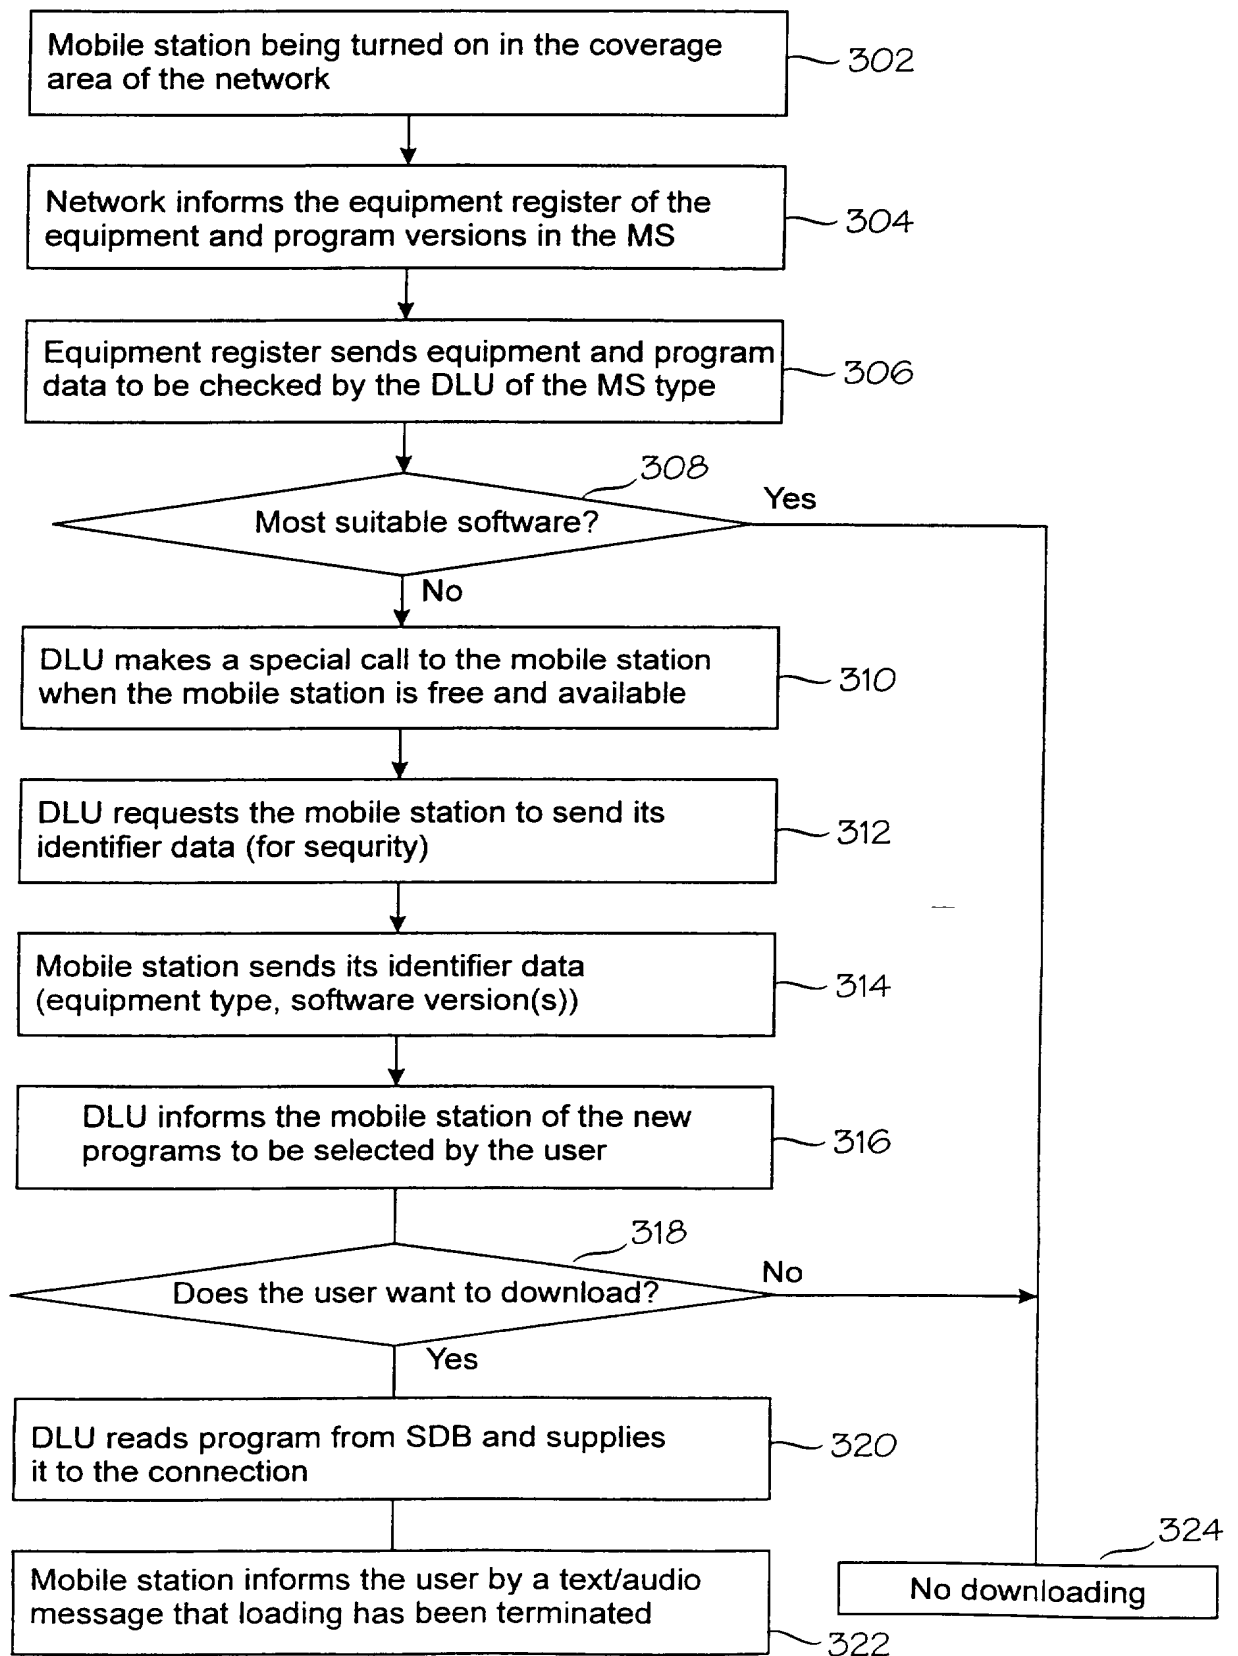 Mobile station being turned on in the coverage
area of the network
302
Network informs the equipment register of the
equipment and program versions in the MS
304
Equipment register sends equipment and program
data to be checked by the DLU of the MS type
306
308
Most suitable software?
Yes
No
DLU makes a special call to the mobile station
when the mobile station is free and available
310
DLU requests the mobile station to send its
identifier data (for sequrity)
312
Mobile station sends its identifier data
(equipment type, software version(s))
314
DLU informs the mobile station of the new
programs to be selected by the user
316
318
Does the user want to download?
No
Yes
DLU reads program from SDB and supplies
it to the connection
320
Mobile station informs the user by a text/audio
message that loading has been terminated
322
324
No downloading